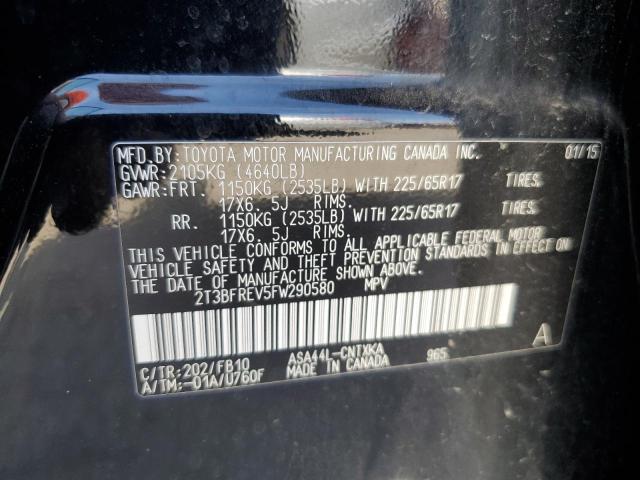 MFD.BY:TOYOTA MOTOR MANUFACTURING CANADA INC. 01/15
GVWR:2105KG (4640LB)
GAWR:FRT. 1150KG (2535LB) WITH 225/65R17 TIRES.
17X6. 5J RIMS.
RR. 1150KG (2535LB) WITH 225/65R17 TIRES.
17X6. 5J RIMS.
THIS VEHICLE CONFORMS TO ALL APPLICABLE FEDERAL MOTOR
VEHICLE SAFETY AND THEFT PREVENTION STANDARDS IN EFFECT ON
THE DATE OF MANUFACTURE SHOWN ABOVE.
2T3BFREV5FW290580 MPV
A
C/TR:202/FB10 ASA44L-CNTXKA 965
A/TM:-01A/U760F MADE IN CANADA